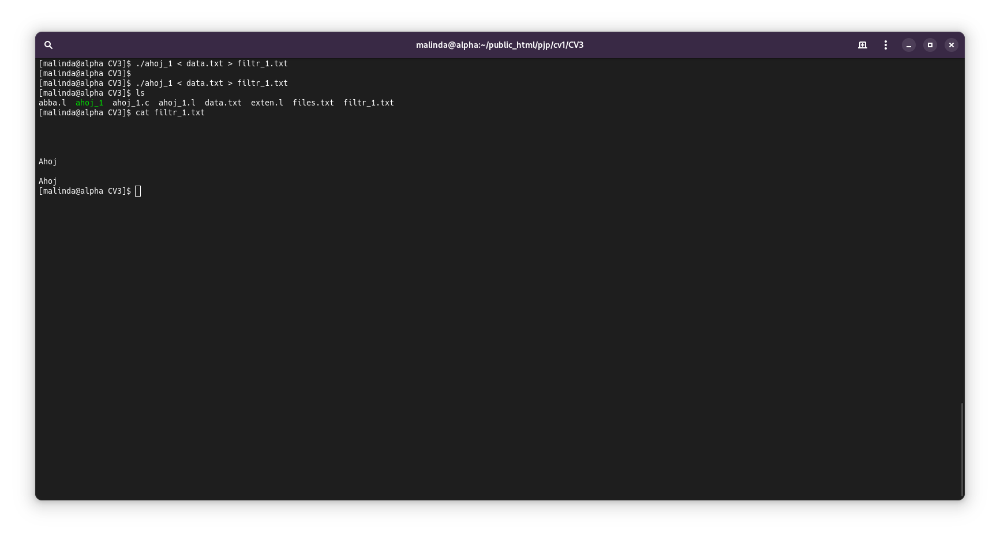 malinda@alpha:~/public_html/pjp/cv1/CV3
[malinda@alpha CV3]$ ./ahoj_1 < data.txt > filtr_1.txt
[malinda@alpha CV3]$
[malinda@alpha CV3]$ ./ahoj_1 < data.txt > filtr_1.txt
[malinda@alpha CV3]$ ls
abba.l  ahoj_1  ahoj_1.c  ahoj_1.l  data.txt  exten.l  files.txt  filtr_1.txt
[malinda@alpha CV3]$ cat filtr_1.txt
Ahoj
Ahoj
[malinda@alpha CV3]$